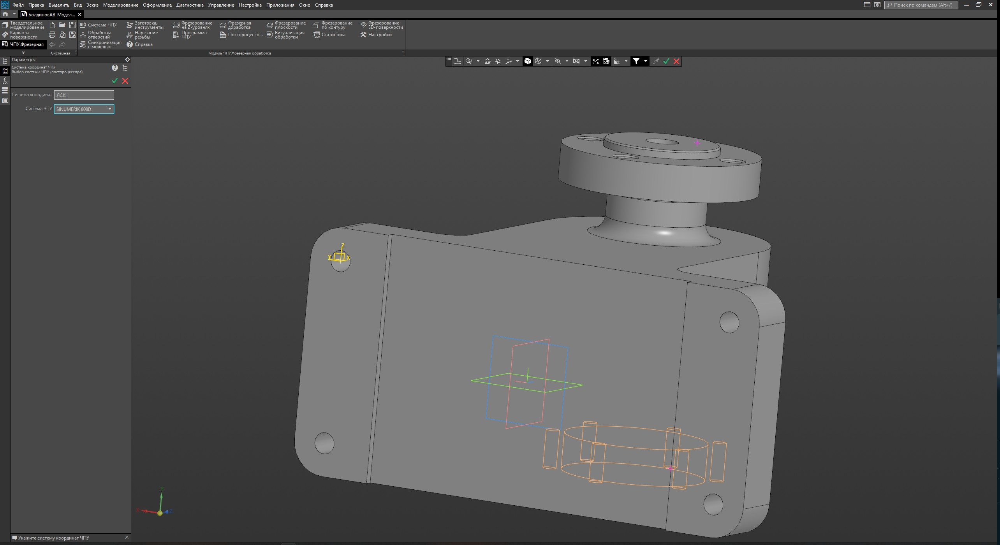 Файл Правка Выделить Вид Эскиз Моделирование Оформление Диагностика Управление Настройка Приложения Окно Справка
Поиск по командам (Alt+/)
БолдиновАВ_Модел...
Твердотельное моделирование
Каркас и поверхности
ЧПУ.Фрезерная
Системная
Система ЧПУ
Обработка отверстий
Синхронизация с моделью
Заготовка, инструменты
Нарезание резьбы
Справка
Фрезерование на Z-уровнях
Программа ЧПУ
Фрезерная доработка
Постпроцессо...
Фрезерование плоскости
Визуализация обработки
Фрезерование по контуру
Статистика
Фрезерование 3D-поверхности
Настройки
Модуль ЧПУ.Фрезерная обработка
Параметры
Система координат ЧПУ
Выбор системы ЧПУ (постпроцессора)
Система координат: ЛСК:1
Система ЧПУ: SINUMERIK 808D
Z
Y X
Y
X Z
Укажите систему координат ЧПУ